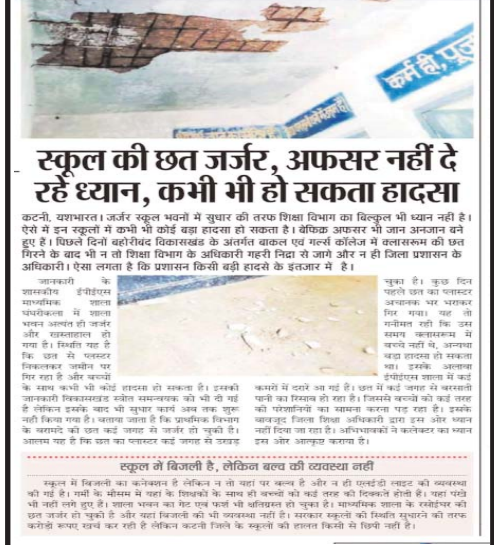 कर्म ही, पूज
स्कूल की छत जर्जर, अफसर नहीं दे
रहे ध्यान, कभी भी हो सकता हादसा
कटनी, यशभारत। जर्जर स्कूल भवनों में सुधार की तरफ शिक्षा विभाग का बिल्कुल भी ध्यान नहीं है।
ऐसे में इन स्कूलों में कभी भी कोई बड़ा हादसा हो सकता है। बेफिक्र अफसर भी जान अनजान बने
हुए हैं। पिछले दिनों बहोरीबंद विकासखंड के अंतर्गत बाकल एवं गर्ल्स कॉलेज में क्लासरूम की छत
गिरने के बाद भी न तो शिक्षा विभाग के अधिकारी गहरी निद्रा से जागे और न ही जिला प्रशासन के
अधिकारी। ऐसा लगता है कि प्रशासन किसी बड़ी हादसे के इंतजार में है।
जानकारी के
शासकीय ईपीईएस
माध्यमिक शाला
घंघरीकला में शाला
भवन अत्यंत ही जर्जर
और खस्ताहाल हो
गया है। स्थिति यह है
कि छत से प्लस्टर
निकलकर जमीन पर
गिर रहा है और बच्चों
के साथ कभी भी कोई हादसा हो सकता है। इसकी
जानकारी विकासखंड स्त्रोत समन्वयक को भी दी गई
है लेकिन इसके बाद भी सुधार कार्य अब तक शुरू
नहीं किया गया है। बताया जाता है कि प्राथमिक विभाग
के बरामदे की छत कई जगह से जर्जर हो चुकी है।
आलम यह है कि छत का प्लास्टर कई जगह से उखड़
चुका है। कुछ दिन
पहले छत का प्लास्टर
अचानक भर भराकर
गिर गया। यह तो
गनीमत रही कि उस
समय क्लासरूम में
बच्चे नहीं थे, अन्यथा
बड़ा हादसा हो सकता
था। इसके आलावा
ईपीईएस शाला में कई
कमरों में दरारें आ गई हैं। छत में कई जगह से बरसाती
पानी का रिसाव हो रहा है। जिससे बच्चों को कई तरह
की परेशानियों का सामना करना पड़ रहा है। इसके
बावजूद जिला शिक्षा अधिकारी द्वारा इस ओर ध्यान
नहीं दिया जा रहा है। अभिभावकों ने कलेक्टर का ध्यान
इस ओर आत्कृष्ट कराया है।
स्कूल में बिजली है, लेकिन बल्व की व्यवस्था नहीं
स्कूल में बिजली का कनेक्शन है लेकिन न तो यहां पर बल्व है और न ही एलईडी लाइट की व्यवस्था
की गई है। गर्मी के मौसम में यहां के शिक्षकों के साथ ही बच्चों को कई तरह की दिक्कतें होती हैं। यहां पंखे
भी नहीं लगे हुए हैं। शाला भवन का गेट एवं फर्श भी क्षतिग्रस्त हो चुका है। माध्यमिक शाला के रसोईघर की
छत जर्जर हो चुकी है और यहां बिजली की भी व्यवस्था नहीं है। सरकार स्कूलों की स्थिति सुधारने की तरफ
करोड़ों रूपए खर्च कर रही है लेकिन कटनी जिले के स्कूलों की हालत किसी से छिपी नहीं है।